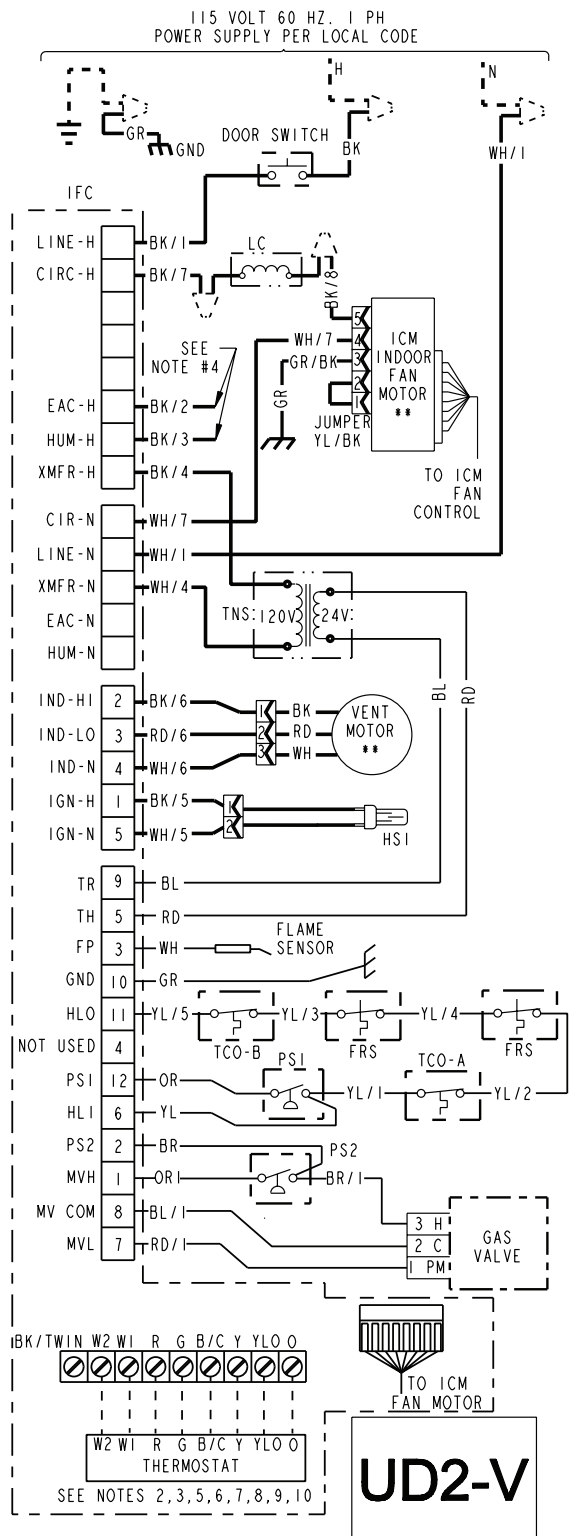 115 VOLT 60 HZ. 1 PH
POWER SUPPLY PER LOCAL CODE
H
N
GR
GND
DOOR SWITCH
BK
WH/1
IFC
LINE-H
BK/1
CIRC-H
BK/7
LC
BK/8
SEE
NOTE #4
WH/7
GR/BK
GR
5
4
3
2
1
ICM
INDOOR
FAN
MOTOR
**
JUMPER
YL/BK
TO ICM
FAN
CONTROL
EAC-H
BK/2
HUM-H
BK/3
XMFR-H
BK/4
CIR-N
WH/7
LINE-N
WH/1
XMFR-N
WH/4
EAC-N
HUM-N
TNS:
120V
24V
BL
RD
IND-HI 2 BK/6 1 BK
IND-LO 3 RD/6 2 RD
IND-N 4 WH/6 3 WH
VENT
MOTOR
**
IGN-H 1 BK/5 1
IGN-N 5 WH/5 2
HSI
TR 9 BL
TH 5 RD
FP 3 WH
FLAME
SENSOR
GND 10 GR
HLO 11 YL/5 YL/3 YL/4
TCO-B
FRS
FRS
NOT USED 4
PS1
TCO-A
PS1 12 OR YL/1 YL/2
HLI 6 YL
PS2 2 BR
PS2
MVH 1 OR1 BR/1
MV COM 8 BL/1
MVL 7 RD/1
3 H
2 C
1 PM
GAS
VALVE
BK/TWIN W2 W1 R G B/C Y YLO O
TO ICM
FAN MOTOR
W2 W1 R G B/C Y YLO O
THERMOSTAT
SEE NOTES 2,3,5,6,7,8,9,10
UD2-V